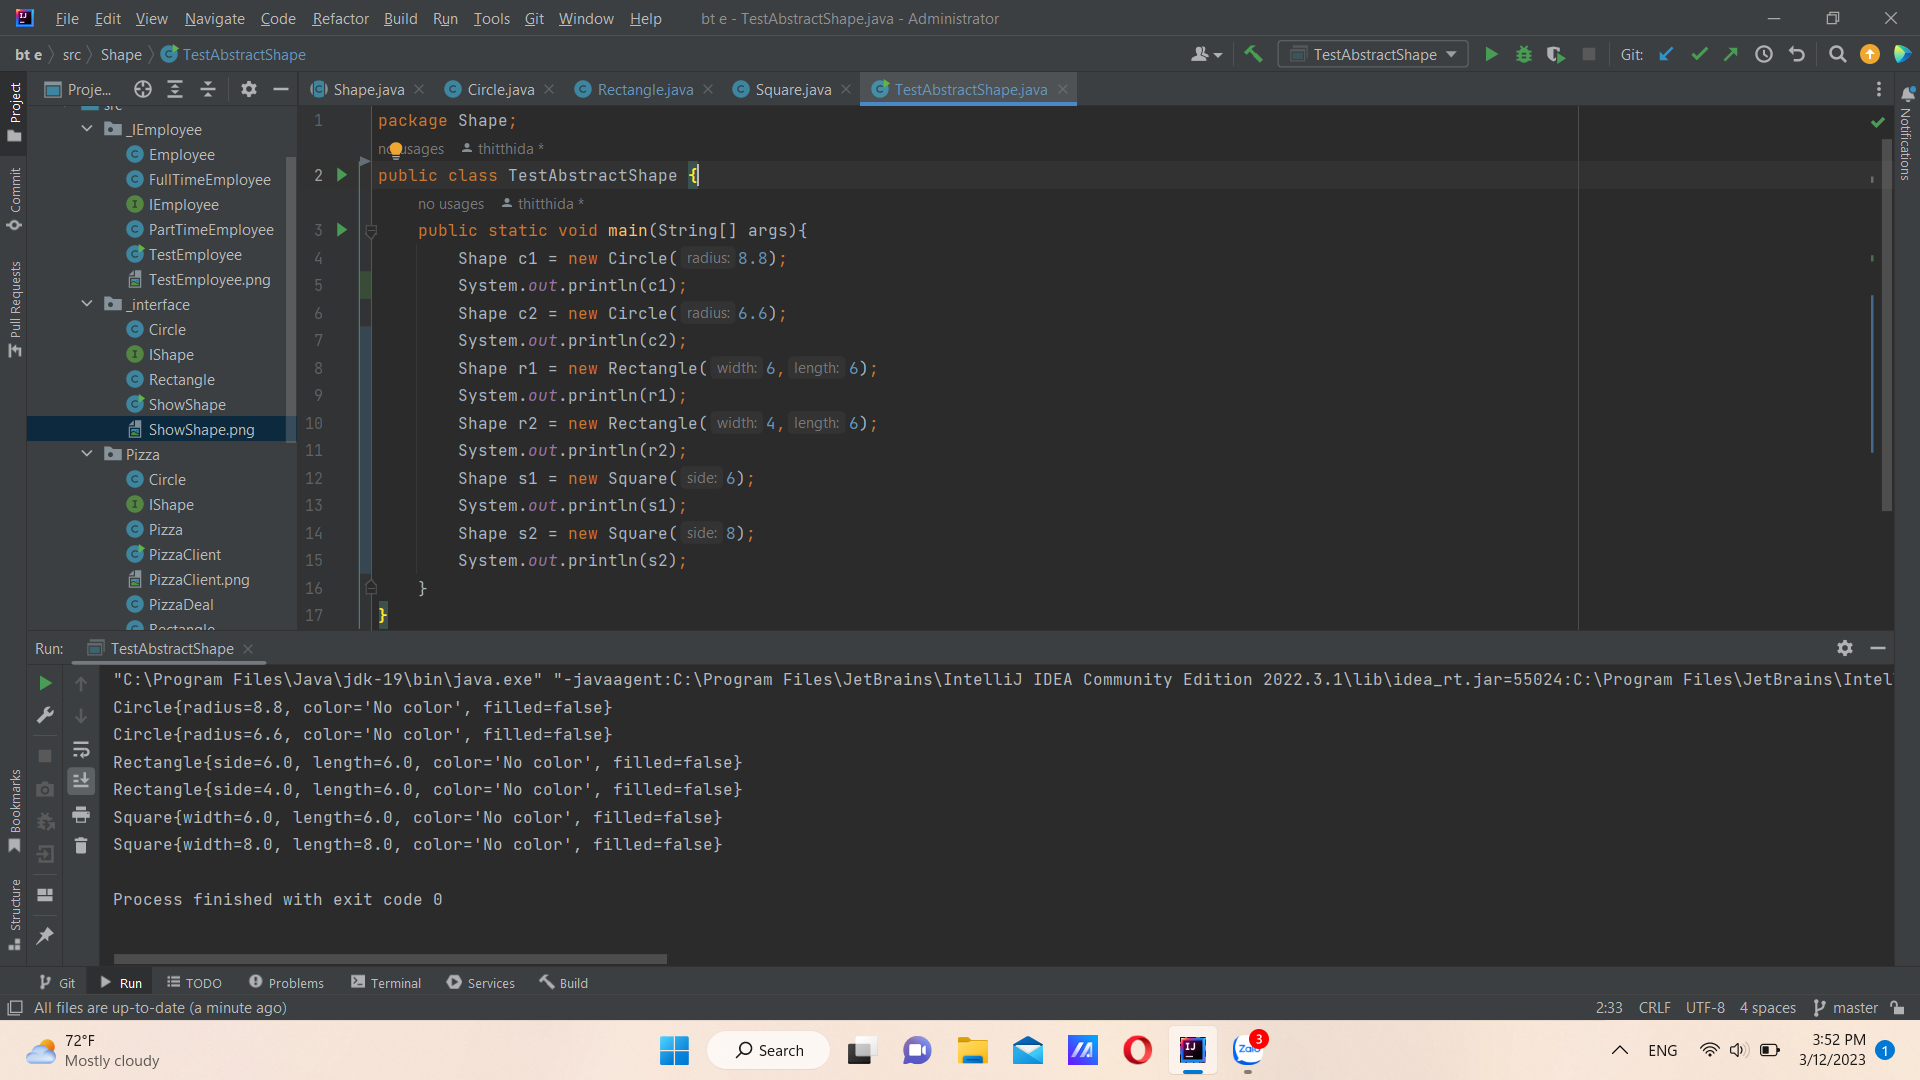 File Edit View Navigate Code Refactor Build Run Tools Git Window Help bt e - TestAbstractShape.java - Administrator
bt e src Shape TestAbstractShape TestAbstractShape Git:
Proje... Shape.java Circle.java Rectangle.java Square.java TestAbstractShape.java
Project
Commit
Pull Requests
Bookmarks
Structure
Notifications
src
_IEmployee
Employee
FullTimeEmployee
IEmployee
PartTimeEmployee
TestEmployee
TestEmployee.png
_interface
Circle
IShape
Rectangle
ShowShape
ShowShape.png
Pizza
Circle
IShape
Pizza
PizzaClient
PizzaClient.png
PizzaDeal
Rectangle
1 package Shape;
no usages thitthida *
2 public class TestAbstractShape {
no usages thitthida *
3 public static void main(String[] args){
4 Shape c1 = new Circle( radius: 8.8);
5 System.out.println(c1);
6 Shape c2 = new Circle( radius: 6.6);
7 System.out.println(c2);
8 Shape r1 = new Rectangle( width: 6, length: 6);
9 System.out.println(r1);
10 Shape r2 = new Rectangle( width: 4, length: 6);
11 System.out.println(r2);
12 Shape s1 = new Square( side: 6);
13 System.out.println(s1);
14 Shape s2 = new Square( side: 8);
15 System.out.println(s2);
16 }
17 }
Run: TestAbstractShape
"C:\Program Files\Java\jdk-19\bin\java.exe" "-javaagent:C:\Program Files\JetBrains\IntelliJ IDEA Community Edition 2022.3.1\lib\idea_rt.jar=55024:C:\Program Files\JetBrains\Intel
Circle{radius=8.8, color='No color', filled=false}
Circle{radius=6.6, color='No color', filled=false}
Rectangle{side=6.0, length=6.0, color='No color', filled=false}
Rectangle{side=4.0, length=6.0, color='No color', filled=false}
Square{width=6.0, length=6.0, color='No color', filled=false}
Square{width=8.0, length=8.0, color='No color', filled=false}
Process finished with exit code 0
Git Run TODO Problems Terminal Services Build
All files are up-to-date (a minute ago) 2:33 CRLF UTF-8 4 spaces master
72°F
Mostly cloudy
Search
Zalo
3
ENG
3:52 PM
3/12/2023
1